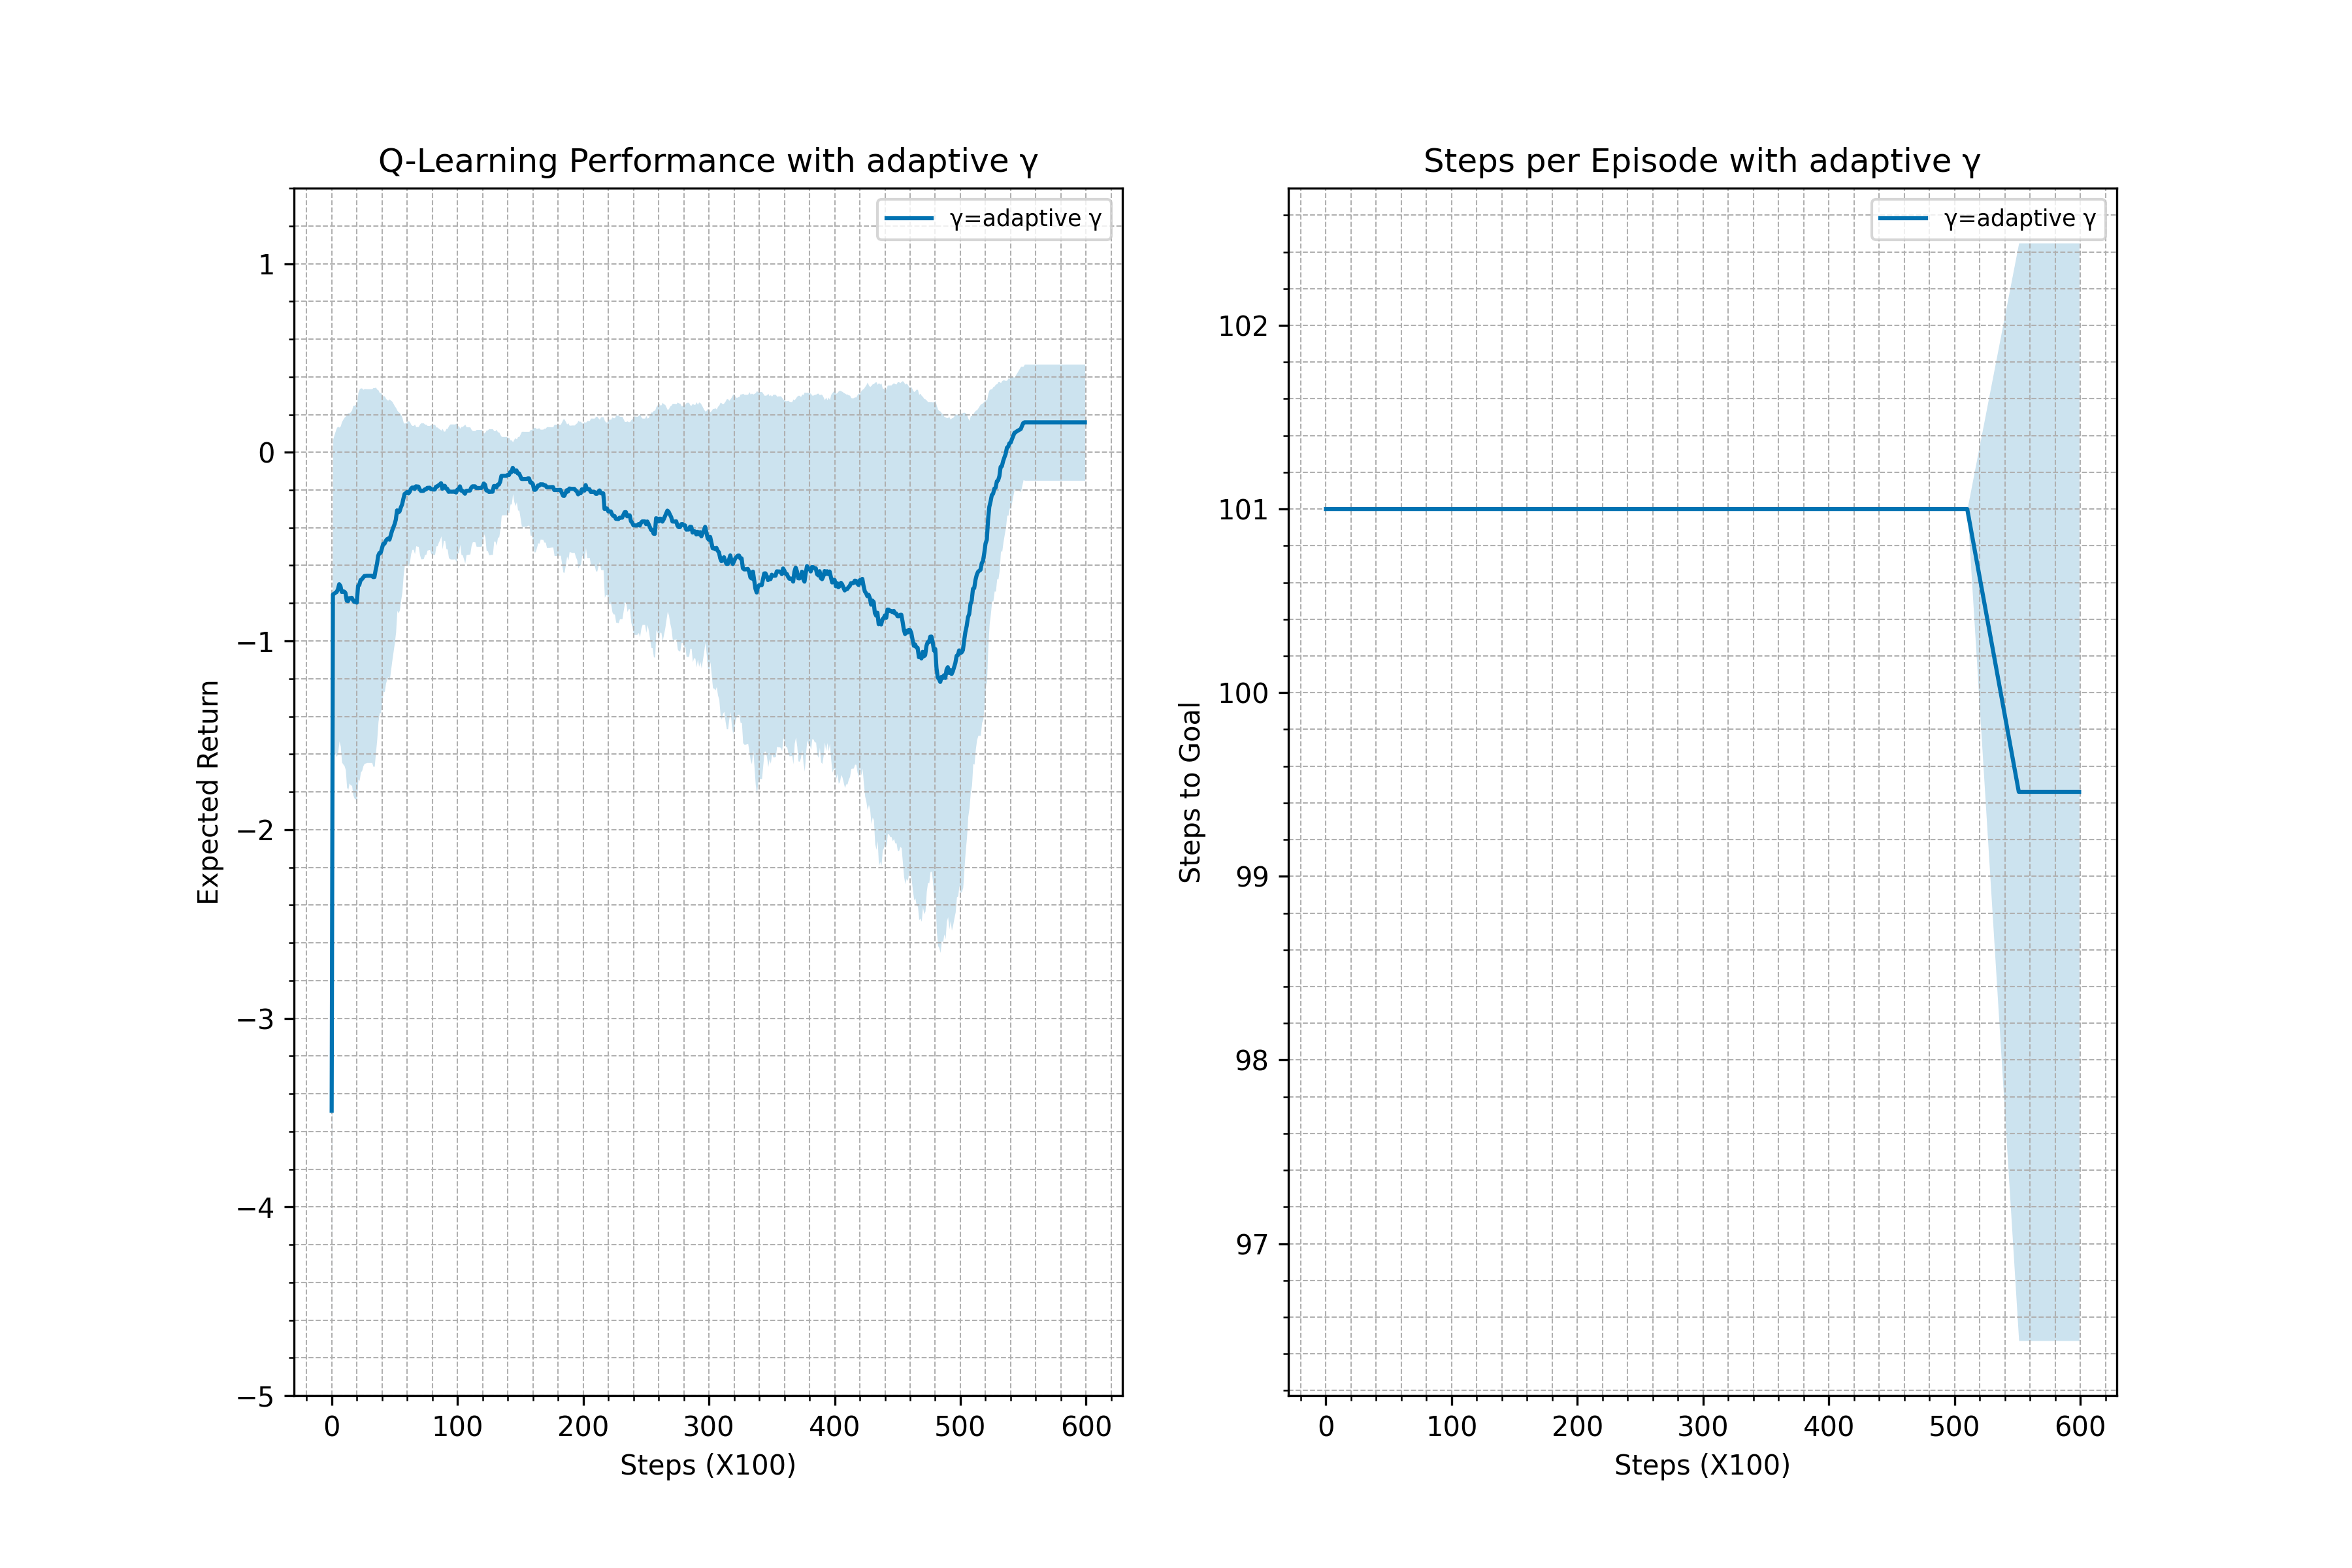 Q-Learning Performance with adaptive γ
γ=adaptive γ
1
0
−1
−2
−3
−4
−5
Expected Return
0 100 200 300 400 500 600
Steps (X100)
Steps per Episode with adaptive γ
γ=adaptive γ
102
101
100
99
98
97
Steps to Goal
0 100 200 300 400 500 600
Steps (X100)